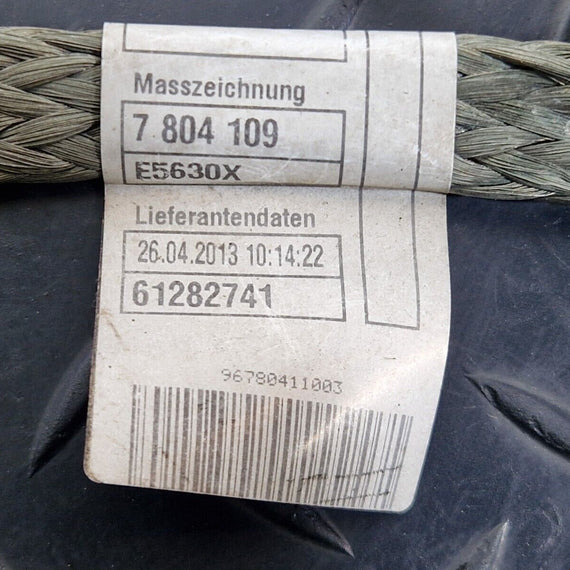 Masszeichnung
7 804 109
E5630X
Lieferantendaten
26.04.2013 10:14:22
61282741
96780411003